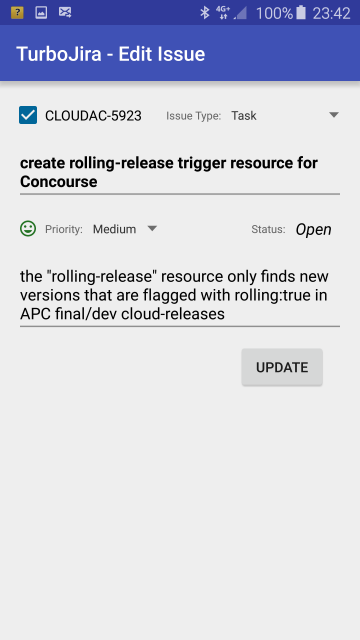 4G+ 100% 23:42
TurboJira - Edit Issue
CLOUDAC-5923 Issue Type: Task
create rolling-release trigger resource for
Concourse
Priority: Medium Status: Open
the "rolling-release" resource only finds new
versions that are flagged with rolling:true in
APC final/dev cloud-releases
UPDATE